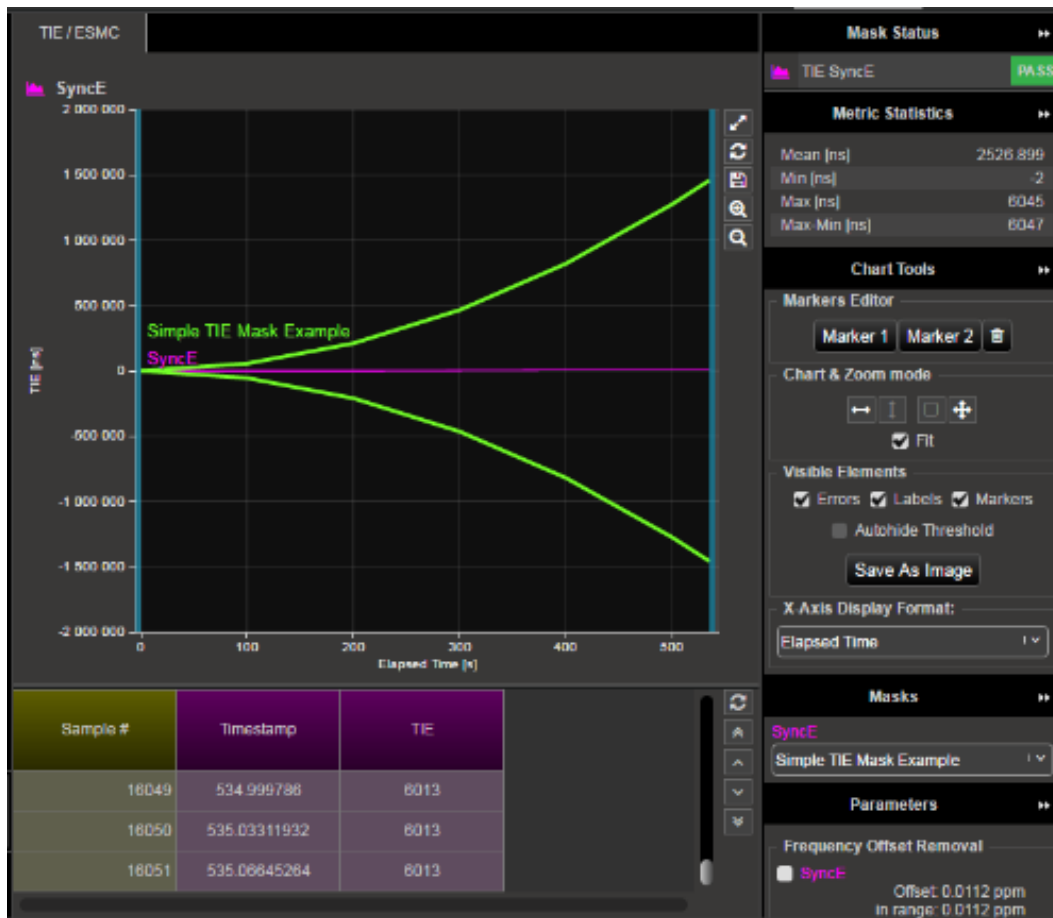 TIE / ESMC
SyncE
2 000 000
1 500 000
1 000 000
500 000
0
-500 000
-1 000 000
-1 500 000
-2 000 000
TIE [ns]
Simple TIE Mask Example
SyncE
0 100 200 300 400 500
Elapsed Time [s]
Sample # Timestamp TIE
16049 534.999786 6013
16050 535.03311932 6013
16051 535.06645264 6013
Mask Status
TIE SyncE PASS
Metric Statistics
Mean [ns] 2526.899
Min [ns] -2
Max [ns] 6045
Max-Min [ns] 6047
Chart Tools
Markers Editor
Marker 1 Marker 2
Chart & Zoom mode
Fit
Visible Elements
Errors Labels Markers
Autohide Threshold
Save As Image
X-Axis Display Format:
Elapsed Time
Masks
SyncE
Simple TIE Mask Example
Parameters
Frequency Offset Removal
SyncE
Offset: 0.0112 ppm
in range: 0.0112 ppm